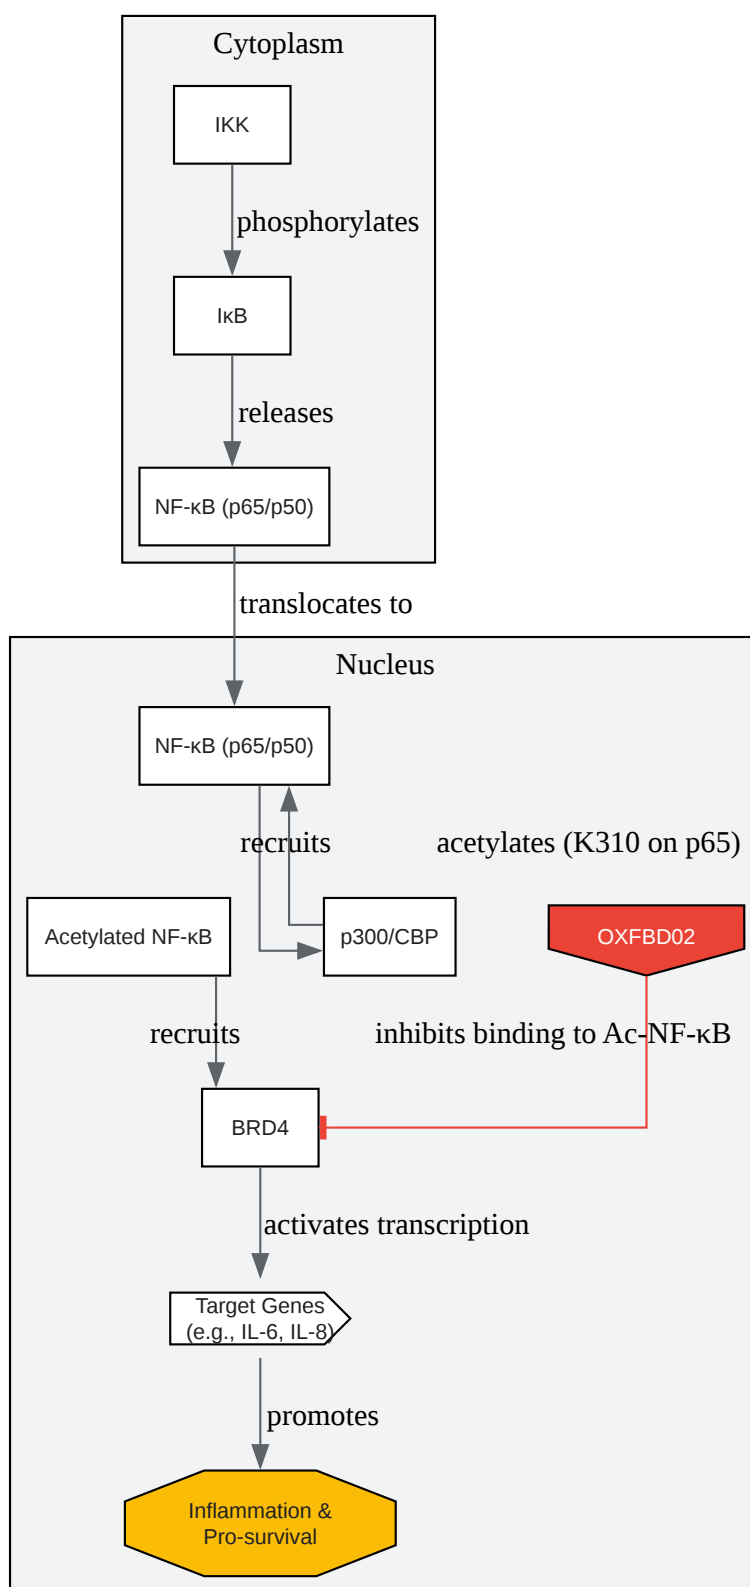 Cytoplasm
IKK
phosphorylates
IκB
releases
NF-κB (p65/p50)
translocates to
Nucleus
NF-κB (p65/p50)
recruits
acetylates (K310 on p65)
Acetylated NF-κB
p300/CBP
OXFBD02
recruits
inhibits binding to Ac-NF-κB
BRD4
activates transcription
Target Genes
(e.g., IL-6, IL-8)
promotes
Inflammation &
Pro-survival